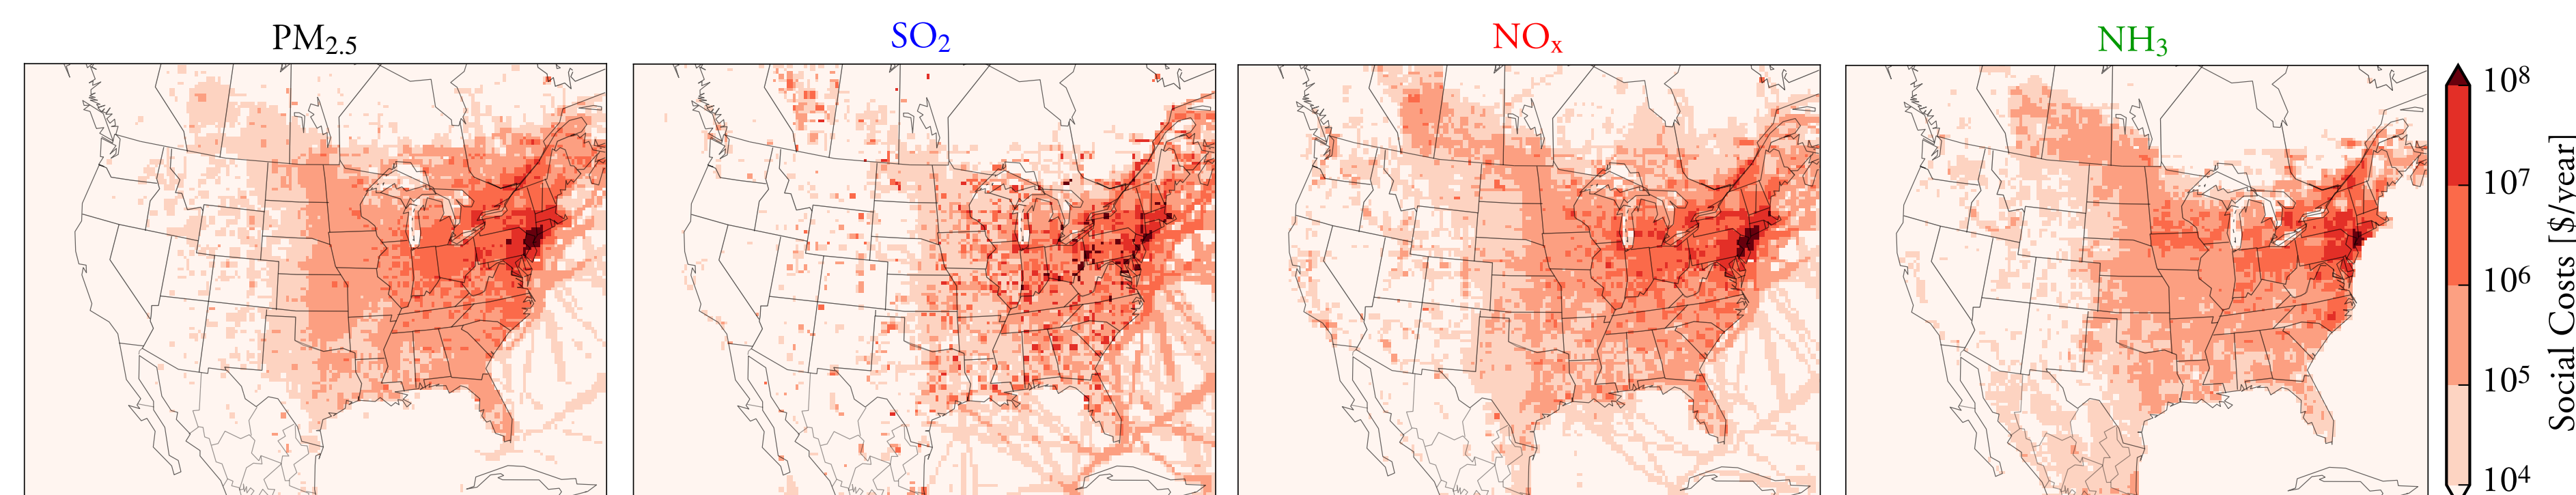 PM2.5
SO2
NOx
NH3
10^8
10^7
10^6
10^5
10^4
Social Costs [$/year]